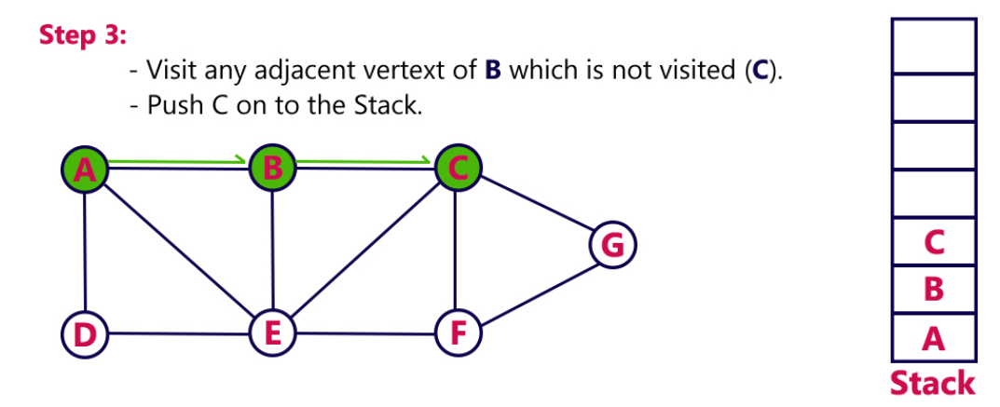 Step 3:
- Visit any adjacent vertext of B which is not visited (C).
- Push C on to the Stack.
A
B
C
G
D
E
F
C
B
A
Stack